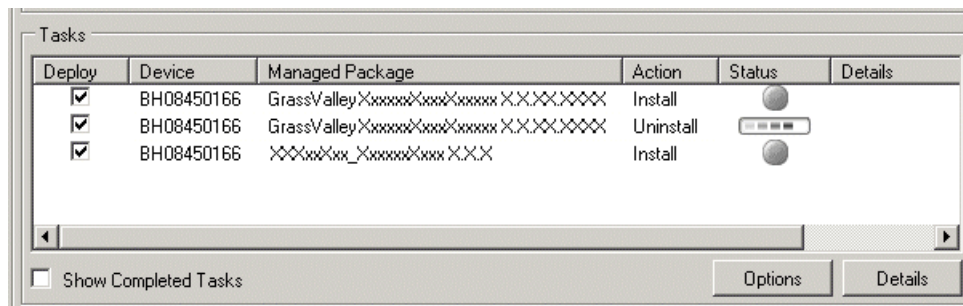 Tasks
Deploy Device Managed Package Action Status Details
BH08450166 GrassValleyXxxxxxXxxxXxxxxx X.X.XX.XXXX Install
BH08450166 GrassValleyXxxxxxXxxxXxxxxx X.X.XX.XXXX Uninstall
BH08450166 XXXxxXxx_XxxxxxXxxx X.X.X Install
Show Completed Tasks Options Details